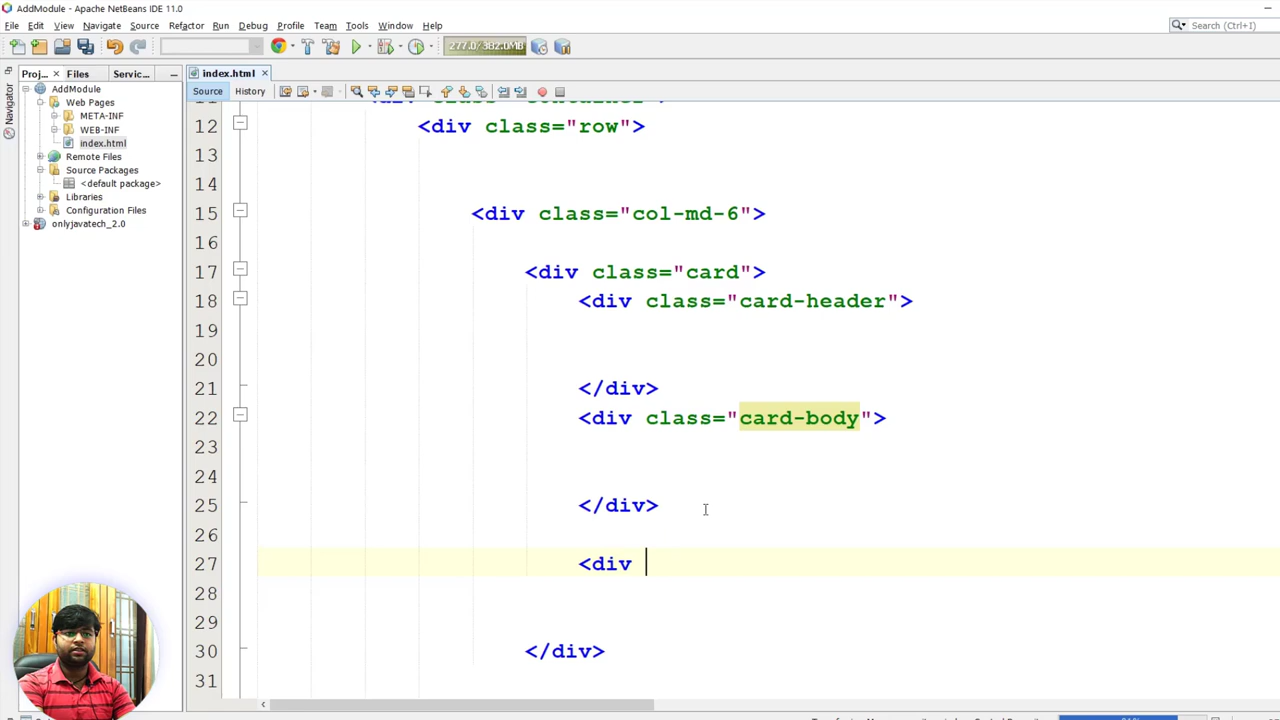 AddModule - Apache NetBeans IDE 11.0
File Edit View Navigate Source Refactor Run Debug Profile Team Tools Window Help
Search (Ctrl+I)
277.0/382.0MB
Proj... Files Servic...
index.html
Source History
Navigator
AddModule
Web Pages
META-INF
WEB-INF
index.html
Remote Files
Source Packages
<default package>
Libraries
Configuration Files
onlyjavatech_2.0
12 <div class="row">
13
14
15 <div class="col-md-6">
16
17 <div class="card">
18 <div class="card-header">
19
20
21 </div>
22 <div class="card-body">
23
24
25 </div>
26
27 <div
28
29
30 </div>
31